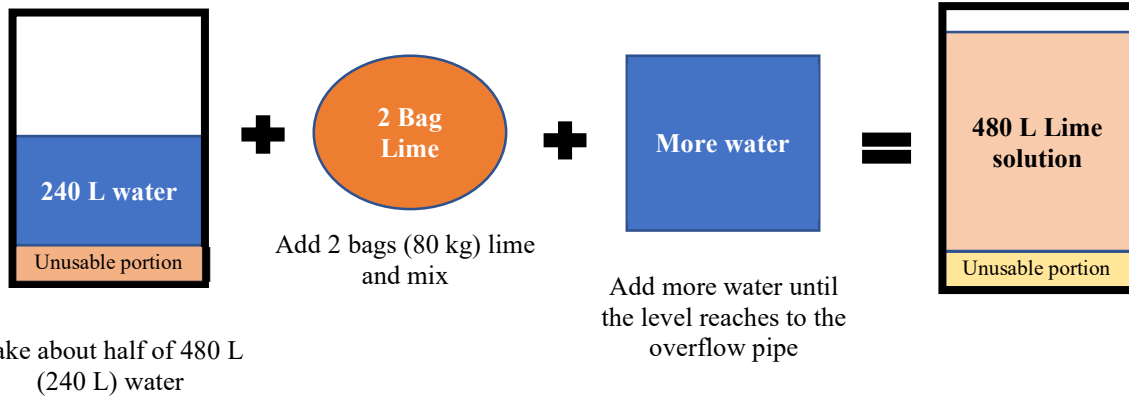 240 L water
Unusable portion
ake about half of 480 L
(240 L) water
2 Bag
Lime
Add 2 bags (80 kg) lime
and mix
More water
Add more water until
the level reaches to the
overflow pipe
480 L Lime
solution
Unusable portion